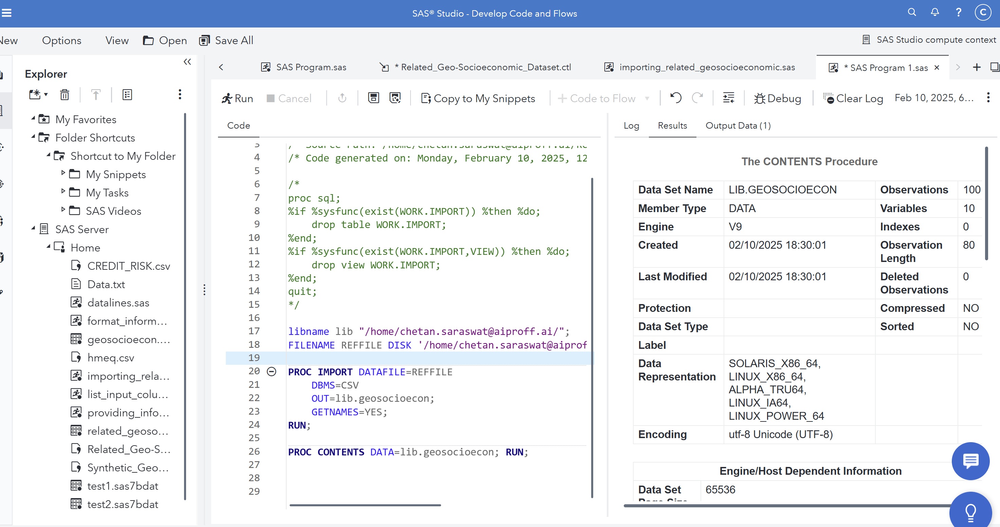 SAS® Studio - Develop Code and Flows
C
New
Options
View
Open
Save All
SAS Studio compute context
Explorer
My Favorites
Folder Shortcuts
Shortcut to My Folder
My Snippets
My Tasks
SAS Videos
SAS Server
Home
CREDIT_RISK.csv
Data.txt
datalines.sas
format_inform...
geosocioecon....
hmeq.csv
importing_rela...
list_input_colu...
providing_info...
related_geoso...
Related_Geo-S...
Synthetic_Geo...
test1.sas7bdat
test2.sas7bdat
SAS Program.sas
* Related_Geo-Socioeconomic_Dataset.ctl
importing_related_geosocioeconomic.sas
* SAS Program 1.sas
Run
Cancel
Copy to My Snippets
Code to Flow
Debug
Clear Log
Feb 10, 2025, 6...
Code
3 /* Source Path: /home/chetan.saraswat@aiproff.ai/Re
4 /* Code generated on: Monday, February 10, 2025, 12
5
6 /*
7 proc sql;
8 %if %sysfunc(exist(WORK.IMPORT)) %then %do;
9 drop table WORK.IMPORT;
10 %end;
11 %if %sysfunc(exist(WORK.IMPORT,VIEW)) %then %do;
12 drop view WORK.IMPORT;
13 %end;
14 quit;
15 */
16
17 libname lib "/home/chetan.saraswat@aiproff.ai/";
18 FILENAME REFFILE DISK '/home/chetan.saraswat@aiprof
19
20 PROC IMPORT DATAFILE=REFFILE
21 DBMS=CSV
22 OUT=lib.geosocioecon;
23 GETNAMES=YES;
24 RUN;
25
26 PROC CONTENTS DATA=lib.geosocioecon; RUN;
27
28
29
Log
Results
Output Data (1)
The CONTENTS Procedure
Data Set Name LIB.GEOSOCIOECON Observations 100
Member Type DATA Variables 10
Engine V9 Indexes 0
Created 02/10/2025 18:30:01 Observation Length 80
Last Modified 02/10/2025 18:30:01 Deleted Observations 0
Protection Compressed NO
Data Set Type Sorted NO
Label
Data Representation SOLARIS_X86_64,
LINUX_X86_64,
ALPHA_TRU64,
LINUX_IA64,
LINUX_POWER_64
Encoding utf-8 Unicode (UTF-8)
Engine/Host Dependent Information
Data Set Page Size 65536